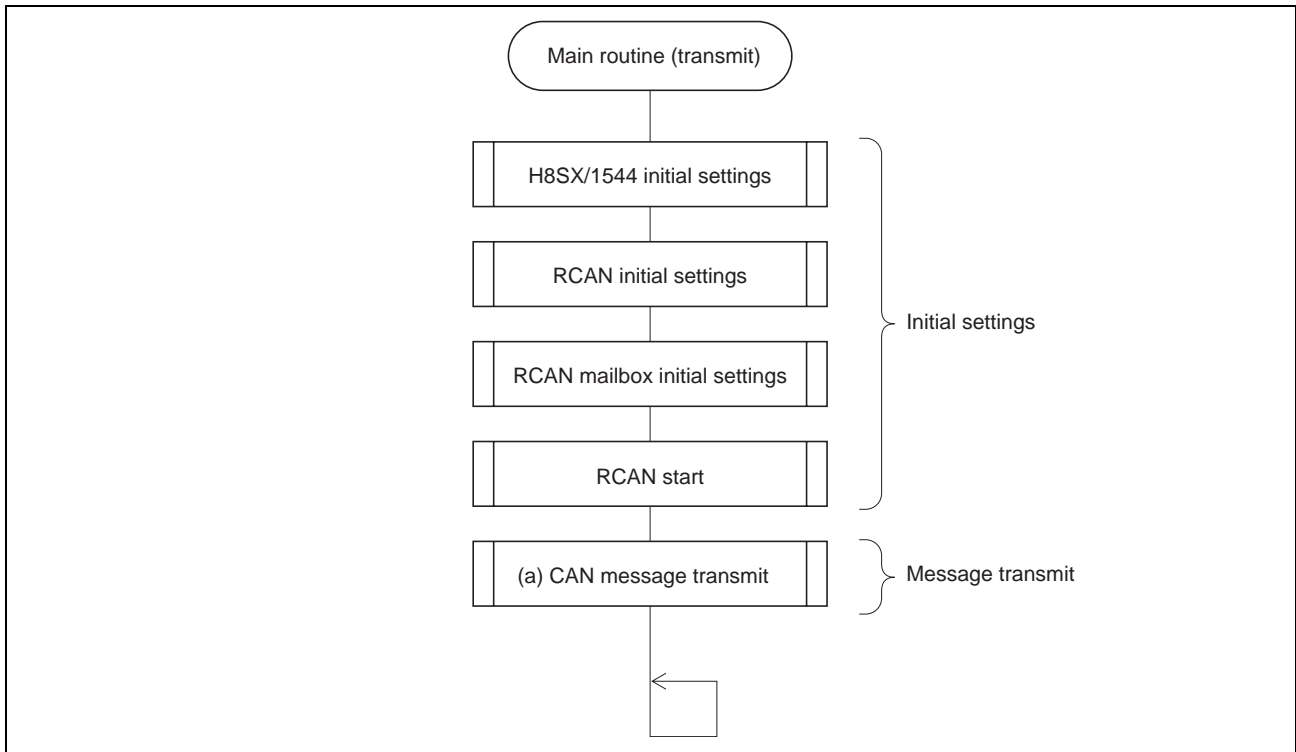 Main routine (transmit)
H8SX/1544 initial settings
RCAN initial settings
Initial settings
RCAN mailbox initial settings
RCAN start
(a) CAN message transmit
Message transmit